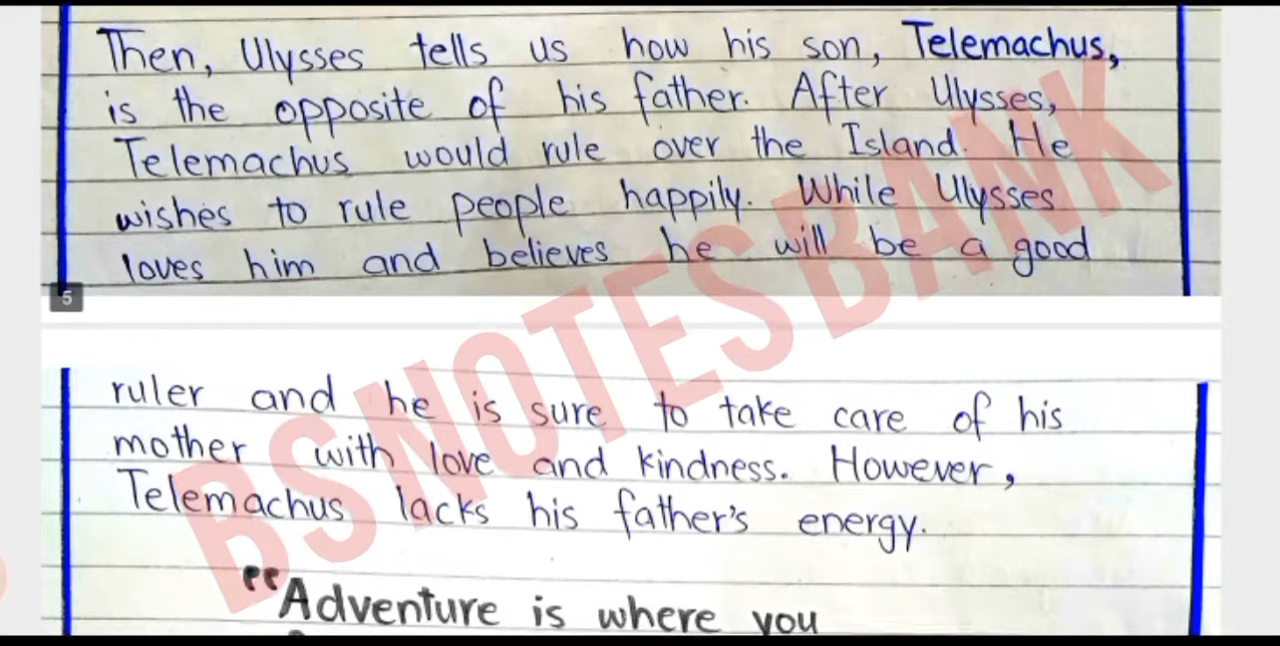 Then, Ulysses tells us how his son, Telemachus,
is the opposite of his father. After Ulysses,
Telemachus would rule over the Island. He
wishes to rule people happily. While Ulysses
loves him and believes he will be a good
5
ruler and he is sure to take care of his
mother with love and kindness. However,
Telemachus lacks his father's energy.
"Adventure is where you
BSNOTES BANK